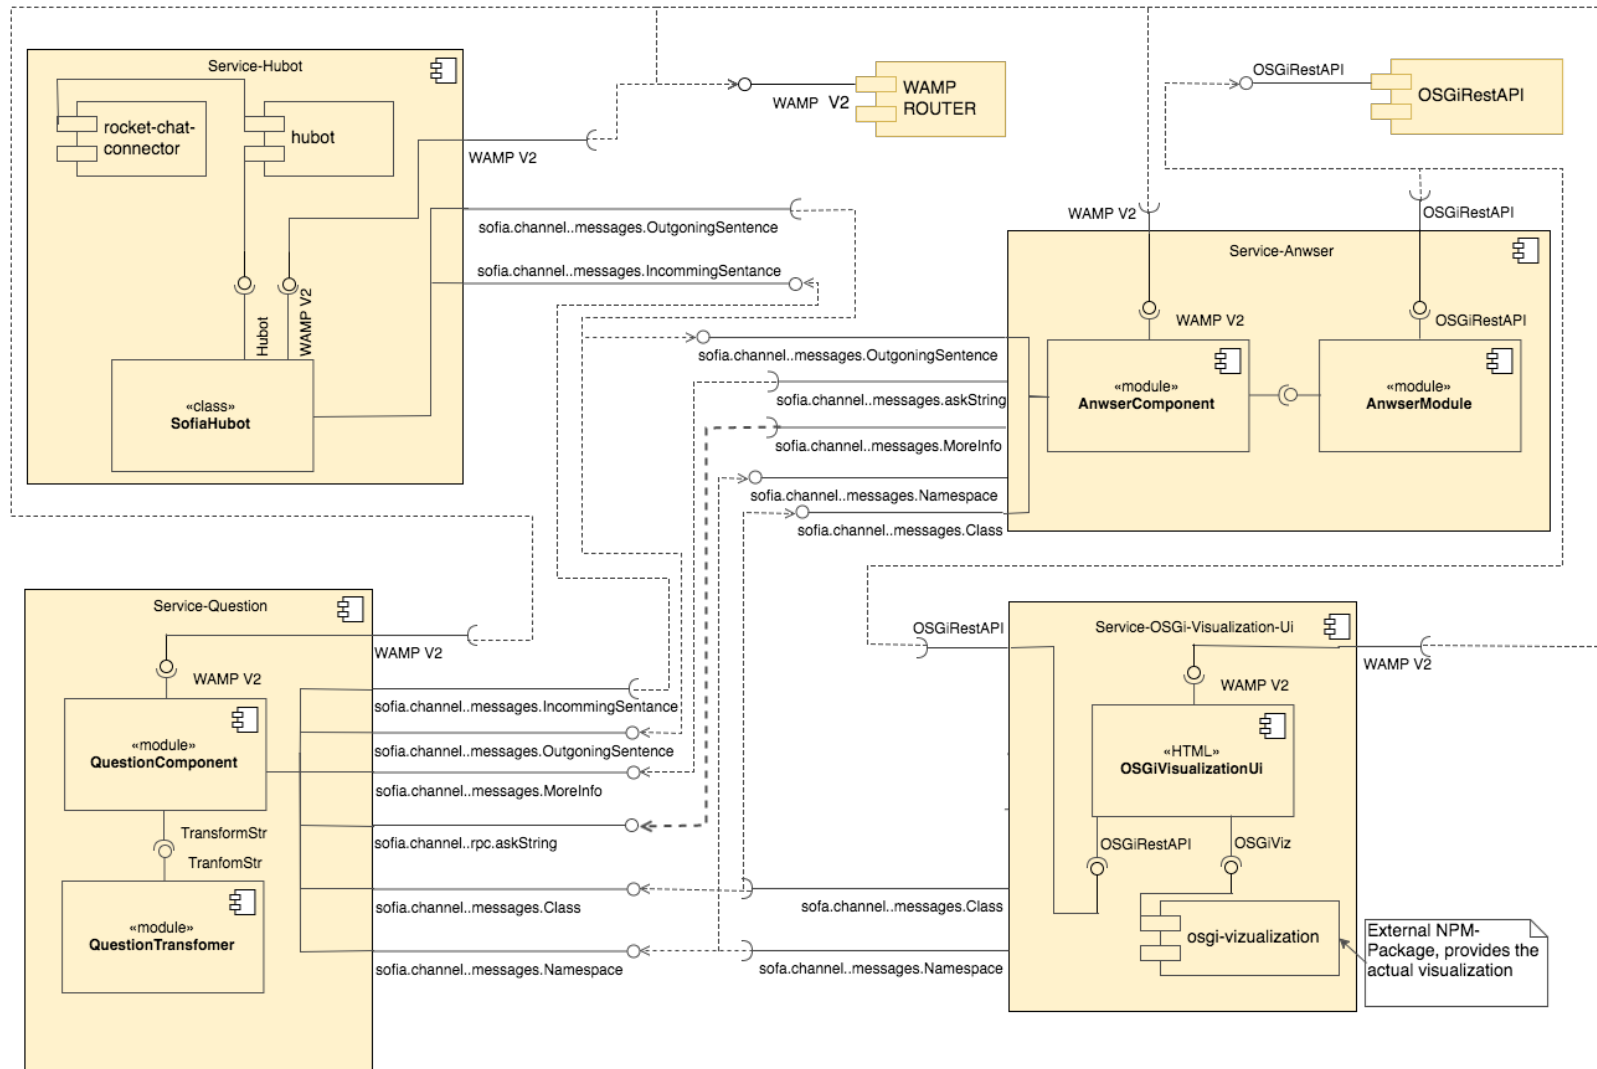 Service-Hubot
rocket-chat-
connector
hubot
WAMP V2
Hubot
WAMP V2
«class»
SofiaHubot
sofia.channel..messages.OutgoningSentence
sofia.channel..messages.IncommingSentance
WAMP V2
WAMP
ROUTER
OSGiRestAPI
OSGiRestAPI
WAMP V2
OSGiRestAPI
Service-Anwser
WAMP V2
OSGiRestAPI
«module»
AnwserComponent
«module»
AnwserModule
sofia.channel..messages.OutgoningSentence
sofia.channel..messages.askString
sofia.channel..messages.MoreInfo
sofia.channel..messages.Namespace
sofia.channel..messages.Class
Service-Question
WAMP V2
WAMP V2
«module»
QuestionComponent
TransformStr
TranfomStr
«module»
QuestionTransfomer
sofia.channel..messages.IncommingSentance
sofia.channel..messages.OutgoningSentence
sofia.channel..messages.MoreInfo
sofia.channel..rpc.askString
sofia.channel..messages.Class
sofia.channel..messages.Namespace
OSGiRestAPI
Service-OSGi-Visualization-Ui
WAMP V2
WAMP V2
«HTML»
OSGiVisualizationUi
OSGiRestAPI
OSGiViz
osgi-vizualization
sofa.channel..messages.Class
sofa.channel..messages.Namespace
External NPM-
Package, provides the
actual visualization